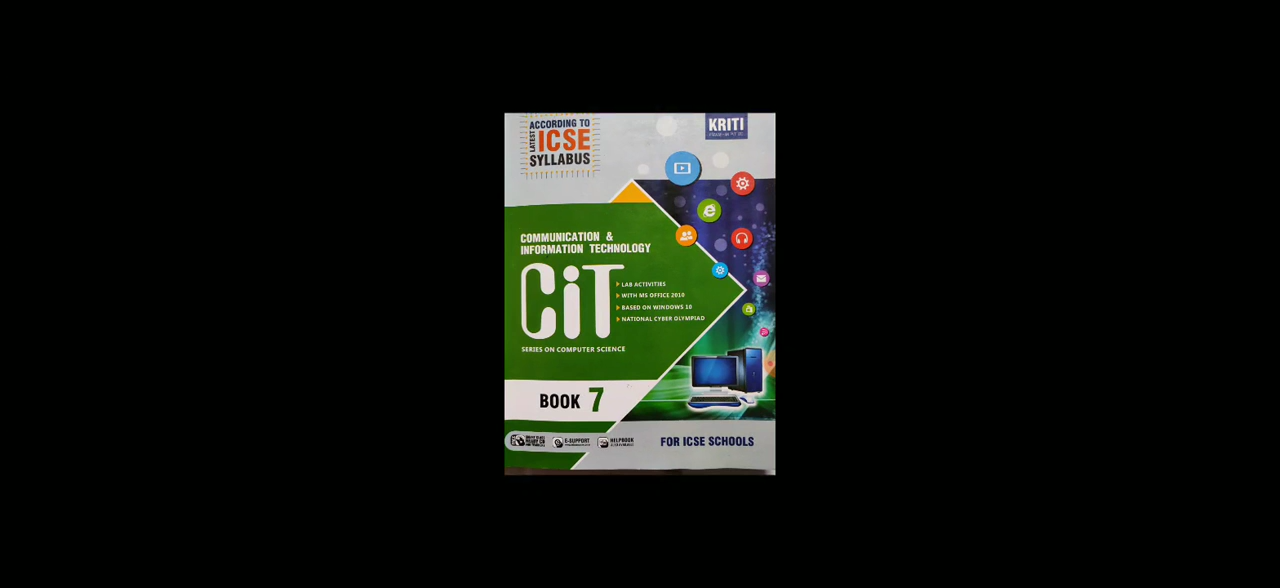 ACCORDING TO
LATEST
ICSE
SYLLABUS
KRITI
COMMUNICATION &
INFORMATION TECHNOLOGY
CiT
LAB ACTIVITIES
WITH MS OFFICE 2010
BASED ON WINDOWS 10
NATIONAL CYBER OLYMPIAD
SERIES ON COMPUTER SCIENCE
BOOK 7
E-SUPPORT
HELPBOOK
FOR ICSE SCHOOLS